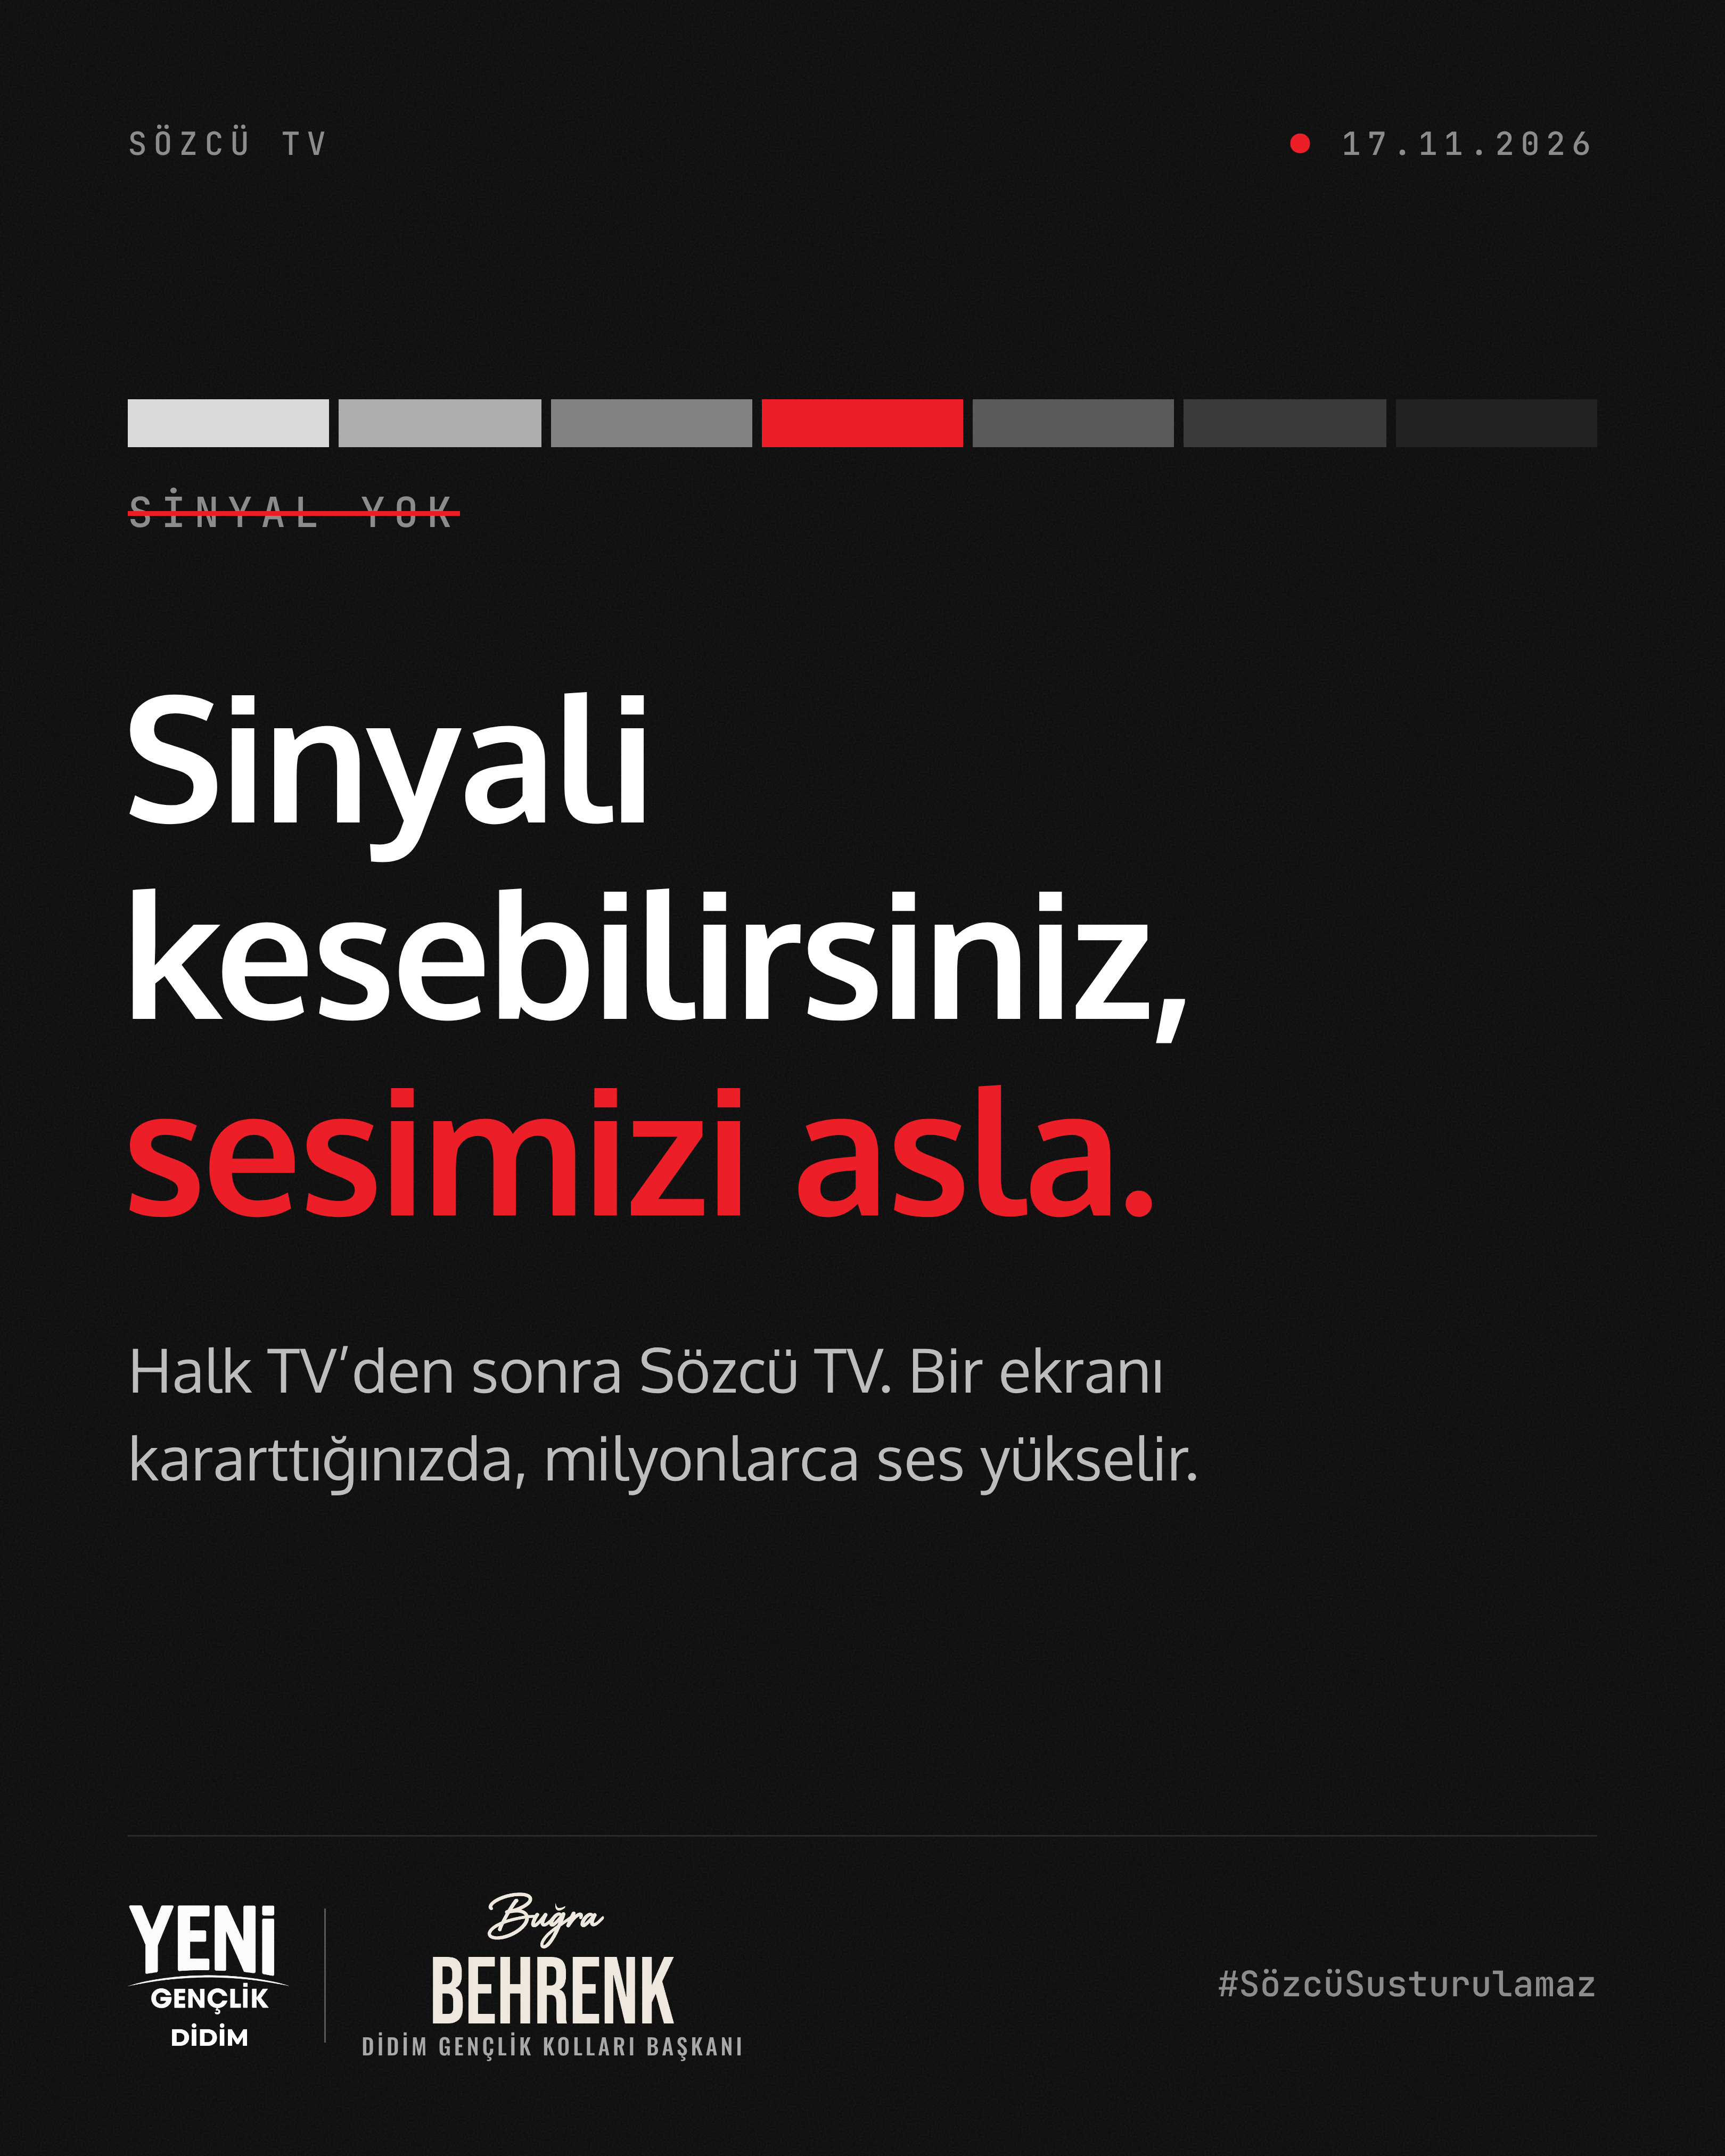 SÖZCÜ TV
17.11.2026
SİNYAL YOK
Sinyali
kesebilirsiniz,
sesimizi asla.
Halk TV’den sonra Sözcü TV. Bir ekranı
kararttığınızda, milyonlarca ses yükselir.
YENİ
GENÇLİK
DİDİM
Buğra
BEHRENK
DİDİM GENÇLİK KOLLARI BAŞKANI
#SözcüSusturulamaz